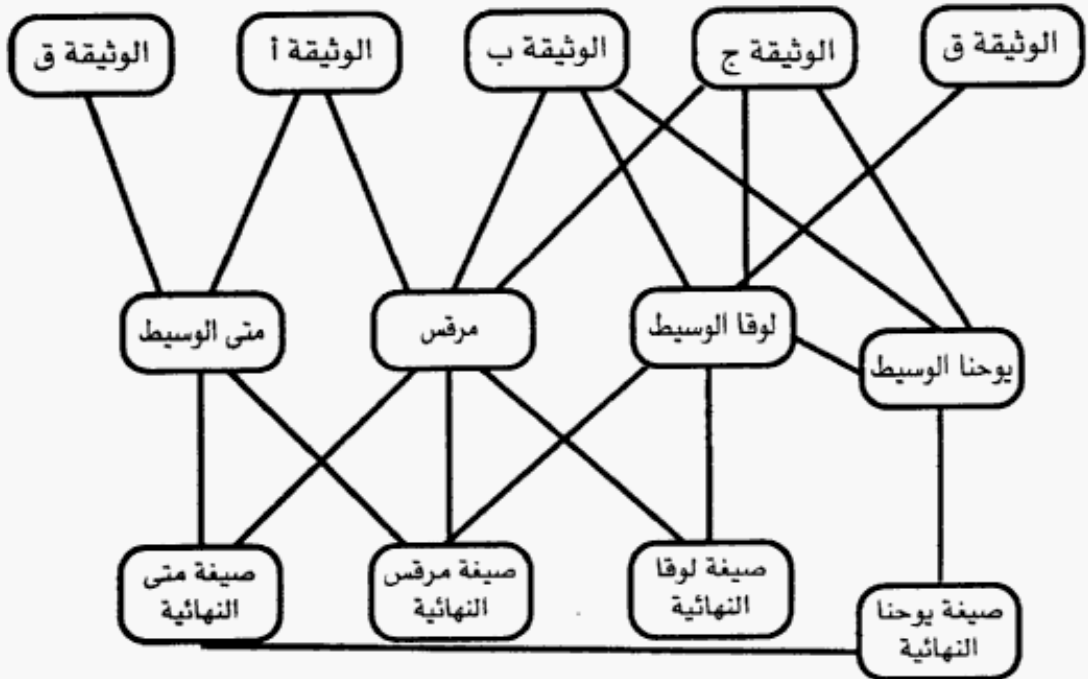 الوثيقة ق
الوثيقة ج
الوثيقة ب
الوثيقة أ
الوثيقة ق
يوحنا الوسيط
لوقا الوسيط
مرقس
متى الوسيط
صيغة يوحنا
النهائية
صيغة لوقا
النهائية
صيغة مرقس
النهائية
صيغة متى
النهائية